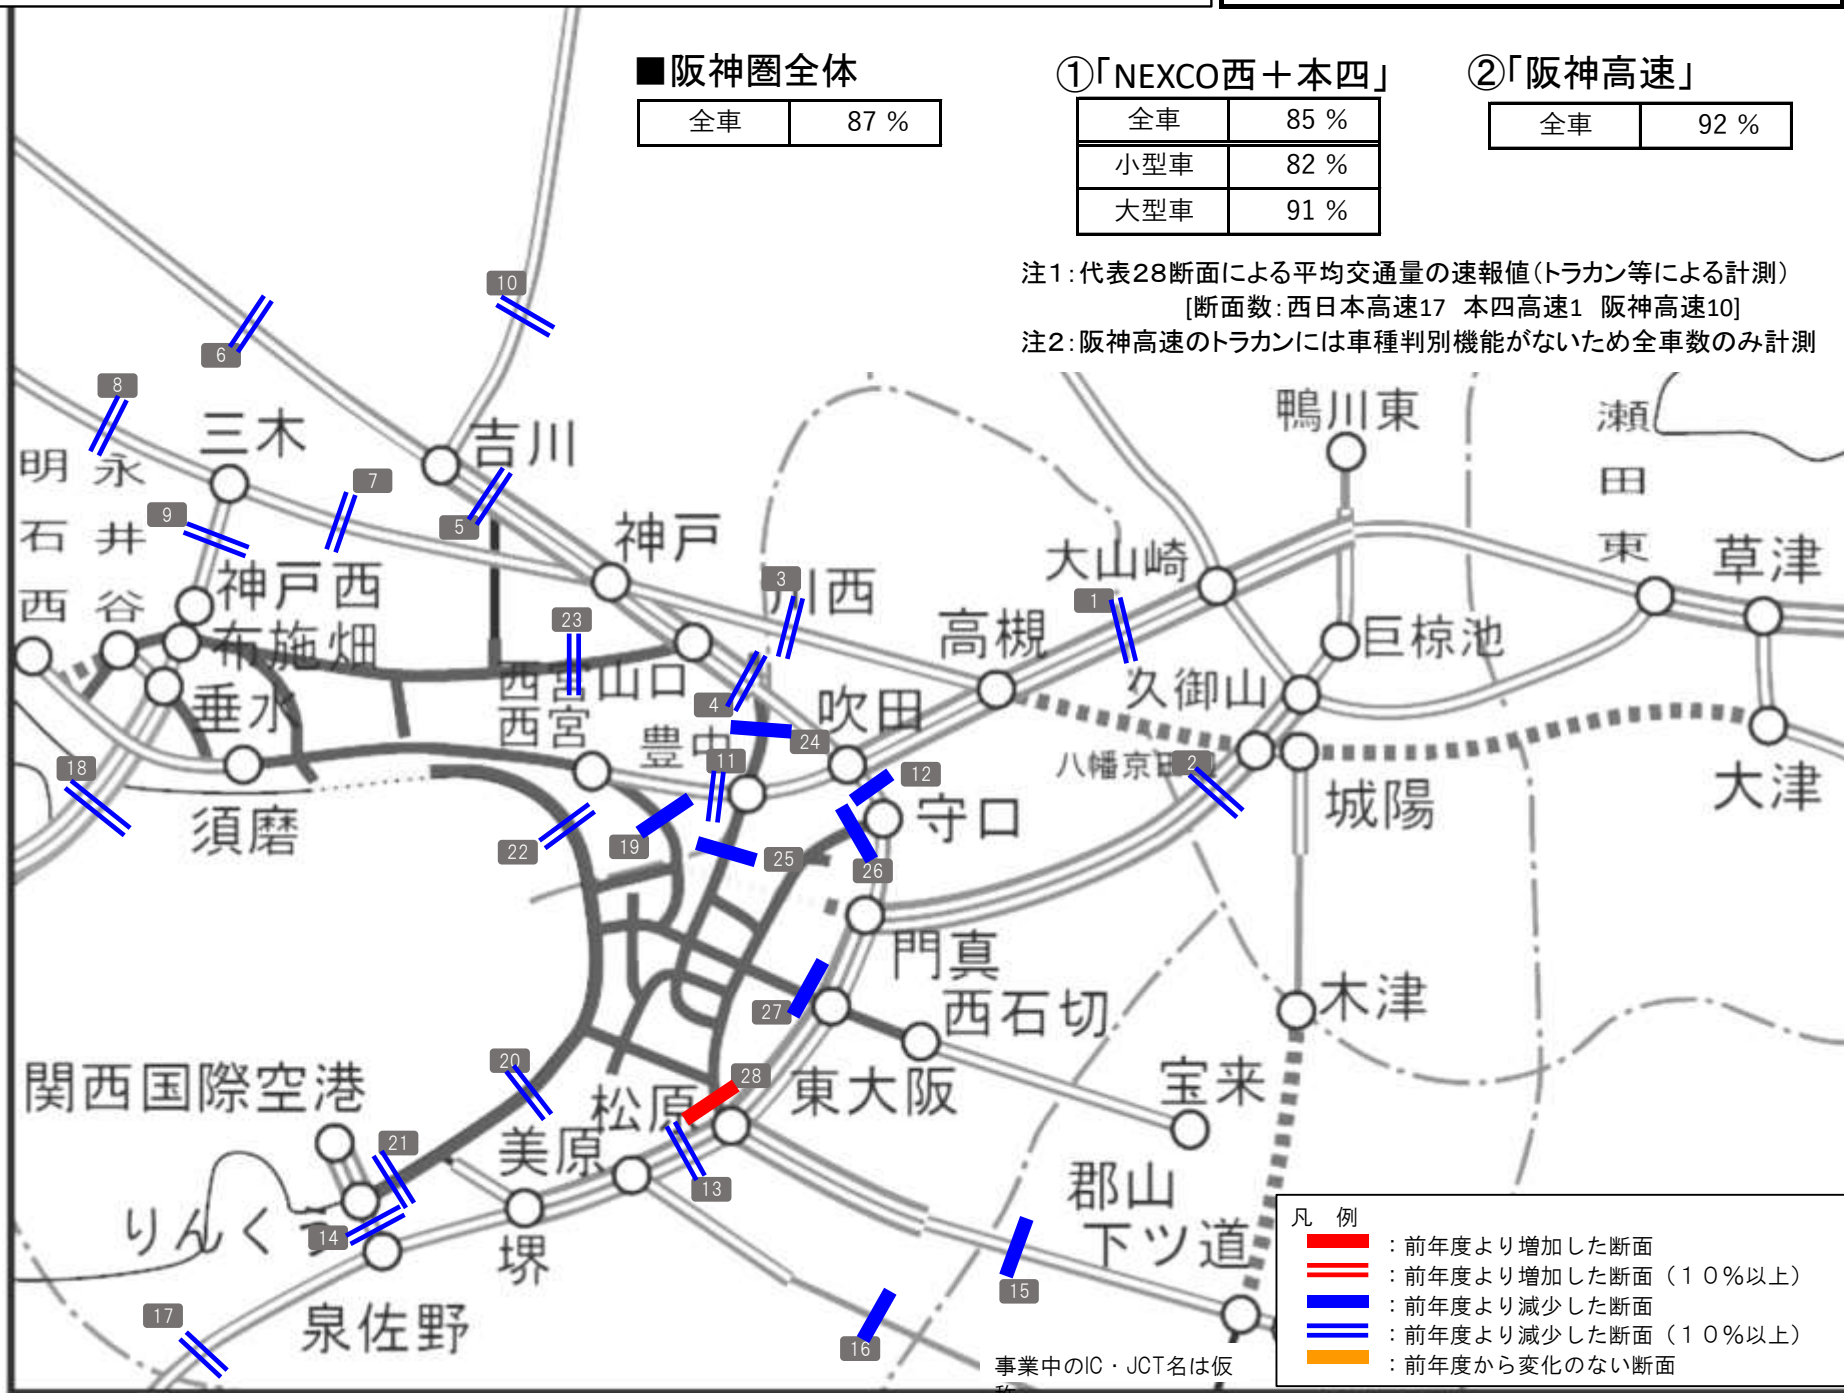 ■阪神圏全体
全車 87 %
①「NEXCO西＋本四」
全車 85 %
小型車 82 %
大型車 91 %
②「阪神高速」
全車 92 %
注1：代表28断面による平均交通量の速報値（トラカン等による計測）
[断面数：西日本高速17 本四高速1 阪神高速10]
注2：阪神高速のトラカンには車種判別機能がないため全車数のみ計測
10
6
8
三木
吉川
鴨川東
瀬田東
明石西
永井谷
7
9
5
神戸
大山崎
草津
神戸西
3
川西
1
高槻
布施畑
23
巨椋池
西宮山口
久御山
垂水
4
吹田
西宮
豊中
24
11
八幡京田
2
12
18
大津
城陽
須磨
守口
22
19
25
26
門真
西石切
27
木津
関西国際空港
20
松原
28
東大阪
宝来
21
美原
13
郡山
りんくう
14
下ツ道
堺
15
17
泉佐野
16
事業中のIC・JCT名は仮
称
凡 例
：前年度より増加した断面
：前年度より増加した断面（１０％以上）
：前年度より減少した断面
：前年度より減少した断面（１０％以上）
：前年度から変化のない断面